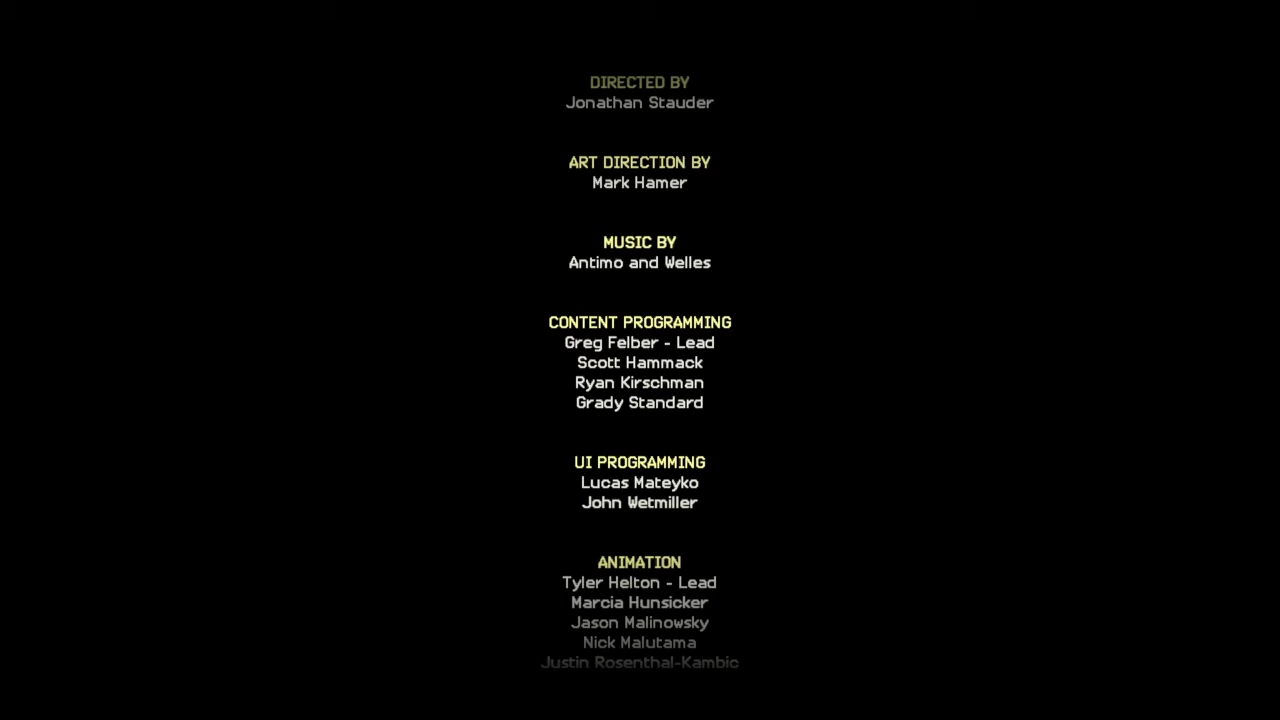 DIRECTED BY
Jonathan Stauder
ART DIRECTION BY
Mark Hamer
MUSIC BY
Antimo and Welles
CONTENT PROGRAMMING
Greg Felber - Lead
Scott Hammack
Ryan Kirschman
Grady Standard
UI PROGRAMMING
Lucas Mateyko
John Wetmiller
ANIMATION
Tyler Helton - Lead
Marcia Hunsicker
Jason Malinowsky
Nick Malutama
Justin Rosenthal-Kambic